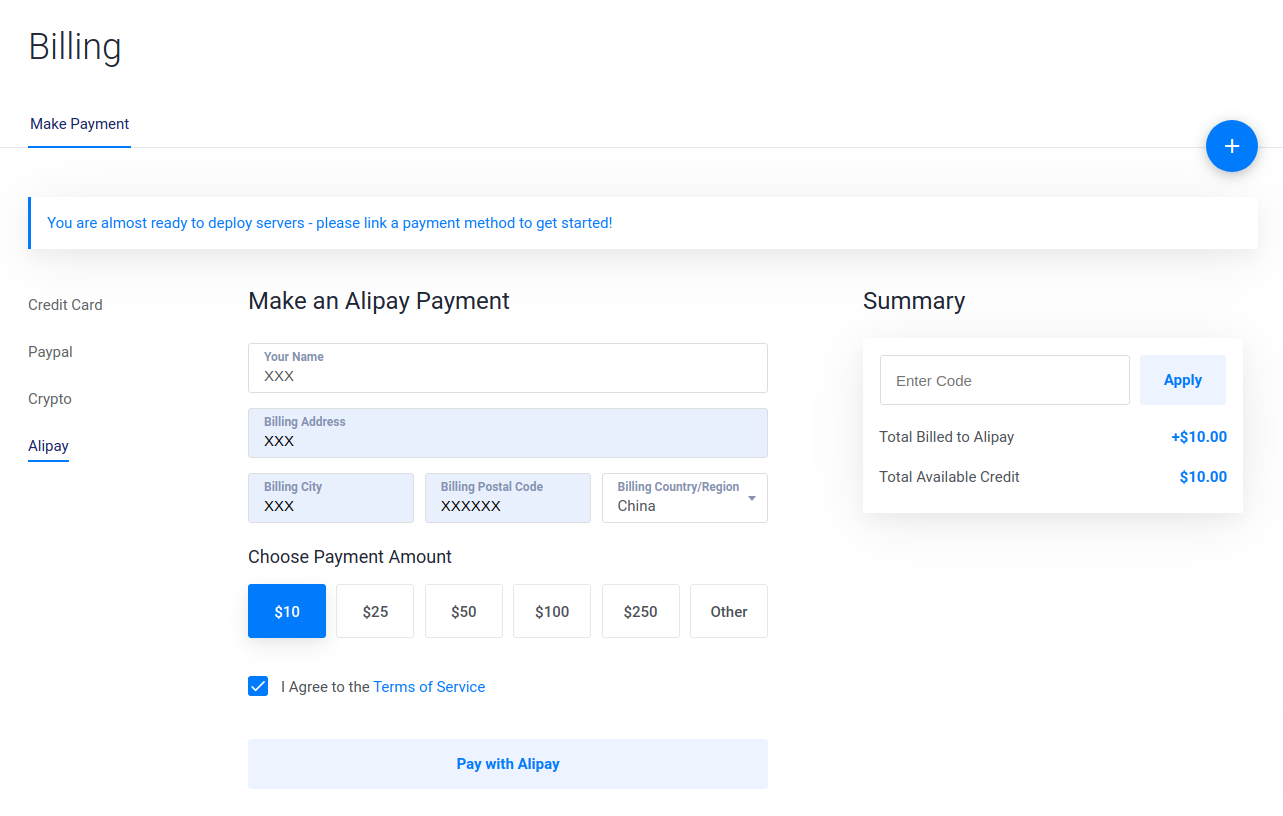 Billing
Make Payment
+
You are almost ready to deploy servers - please link a payment method to get started!
Credit Card
Paypal
Crypto
Alipay
Make an Alipay Payment
Your Name
XXX
Billing Address
XXX
Billing City
XXX
Billing Postal Code
XXXXXX
Billing Country/Region
China
Choose Payment Amount
$10 $25 $50 $100 $250 Other
I Agree to the Terms of Service
Pay with Alipay
Summary
Enter Code Apply
Total Billed to Alipay +$10.00
Total Available Credit $10.00